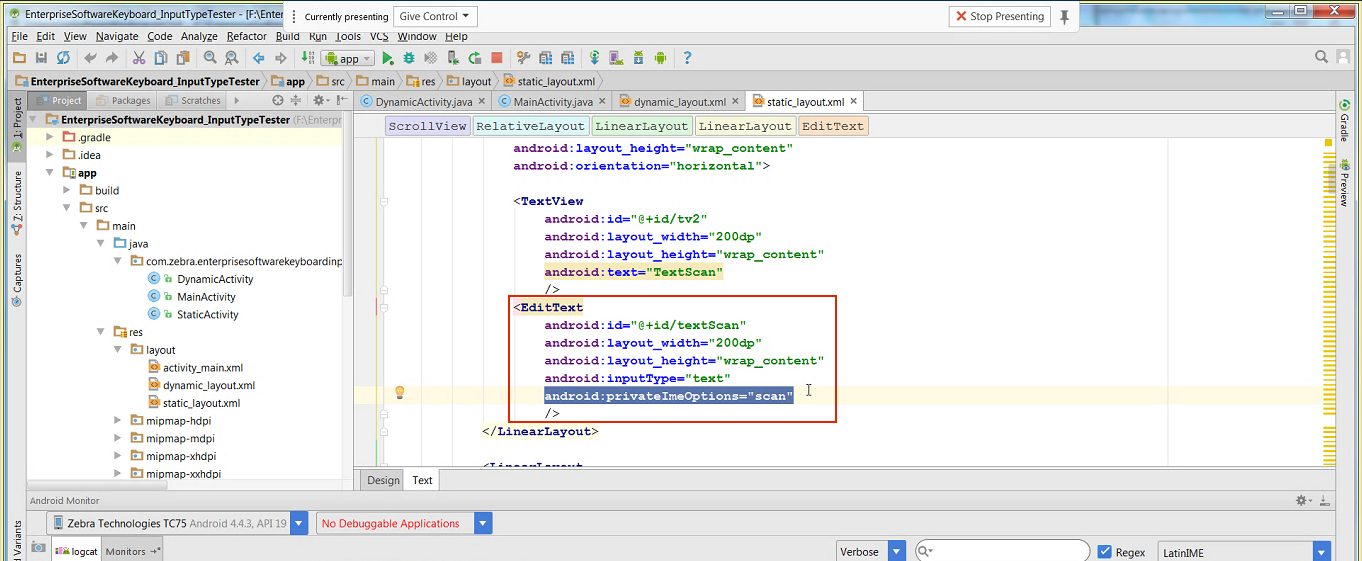 EnterpriseSoftwareKeyboard_InputTypeTester - [F:\Enter
Currently presenting
Give Control
Stop Presenting
File Edit View Navigate Code Analyze Refactor Build Run Tools VCS Window Help
app
EnterpriseSoftwareKeyboard_InputTypeTester app src main res layout static_layout.xml
1: Project
Z: Structure
Captures
d Variants
Project Packages Scratches
DynamicActivity.java MainActivity.java dynamic_layout.xml static_layout.xml
Gradle
Preview
EnterpriseSoftwareKeyboard_InputTypeTester (F:\Enterp
.gradle
.idea
app
build
src
main
java
com.zebra.enterprisesoftwarekeyboardinp
DynamicActivity
MainActivity
StaticActivity
res
layout
activity_main.xml
dynamic_layout.xml
static_layout.xml
mipmap-hdpi
mipmap-mdpi
mipmap-xhdpi
mipmap-xxhdpi
ScrollView RelativeLayout LinearLayout LinearLayout EditText
android:layout_height="wrap_content"
android:orientation="horizontal">
<TextView
android:id="@+id/tv2"
android:layout_width="200dp"
android:layout_height="wrap_content"
android:text="TextScan"
/>
<EditText
android:id="@+id/textScan"
android:layout_width="200dp"
android:layout_height="wrap_content"
android:inputType="text"
android:privateImeOptions="scan"
/>
</LinearLayout>
<LinearLayout
Design Text
Android Monitor
Zebra Technologies TC75 Android 4.4.3, API 19
No Debuggable Applications
logcat Monitors
Verbose
Regex
LatinIME